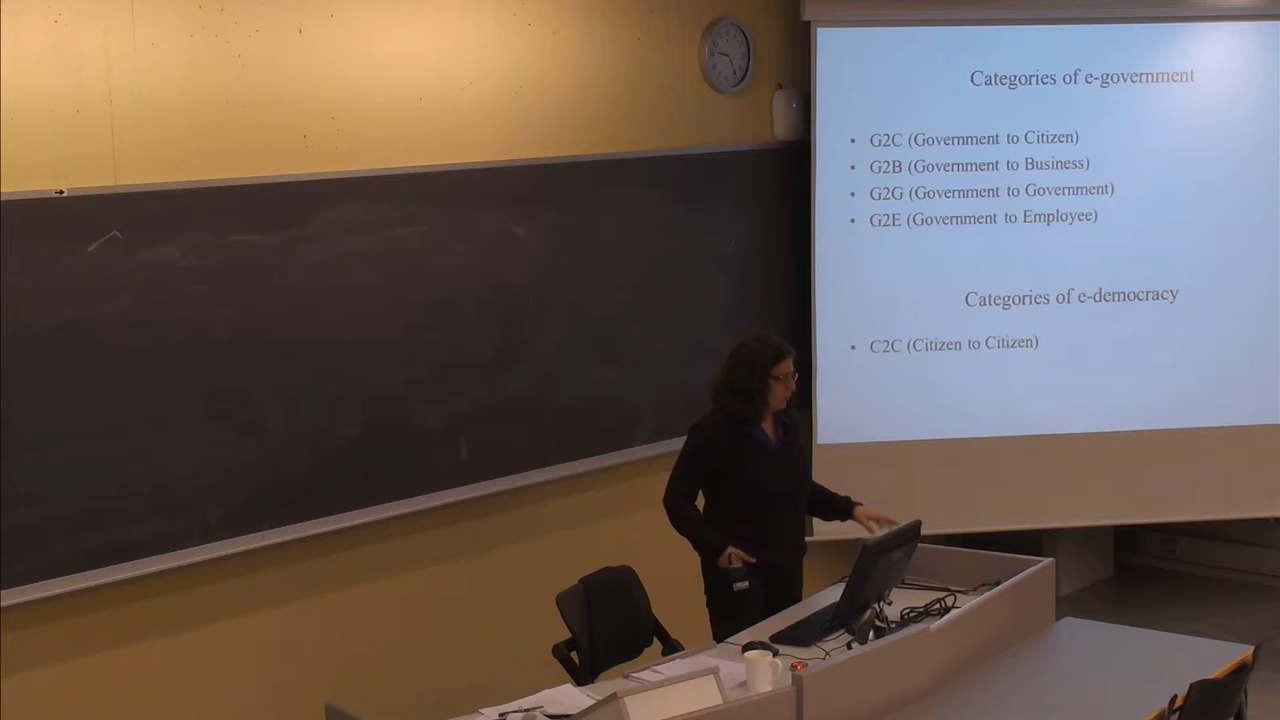 Categories of e-government
• G2C (Government to Citizen)
• G2B (Government to Business)
• G2G (Government to Government)
• G2E (Government to Employee)
Categories of e-democracy
• C2C (Citizen to Citizen)